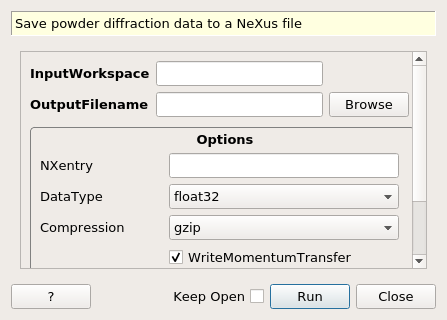 Save powder diffraction data to a NeXus file
InputWorkspace
OutputFilename Browse
Options
NXentry
DataType float32
Compression gzip
WriteMomentumTransfer
? Keep Open Run Close